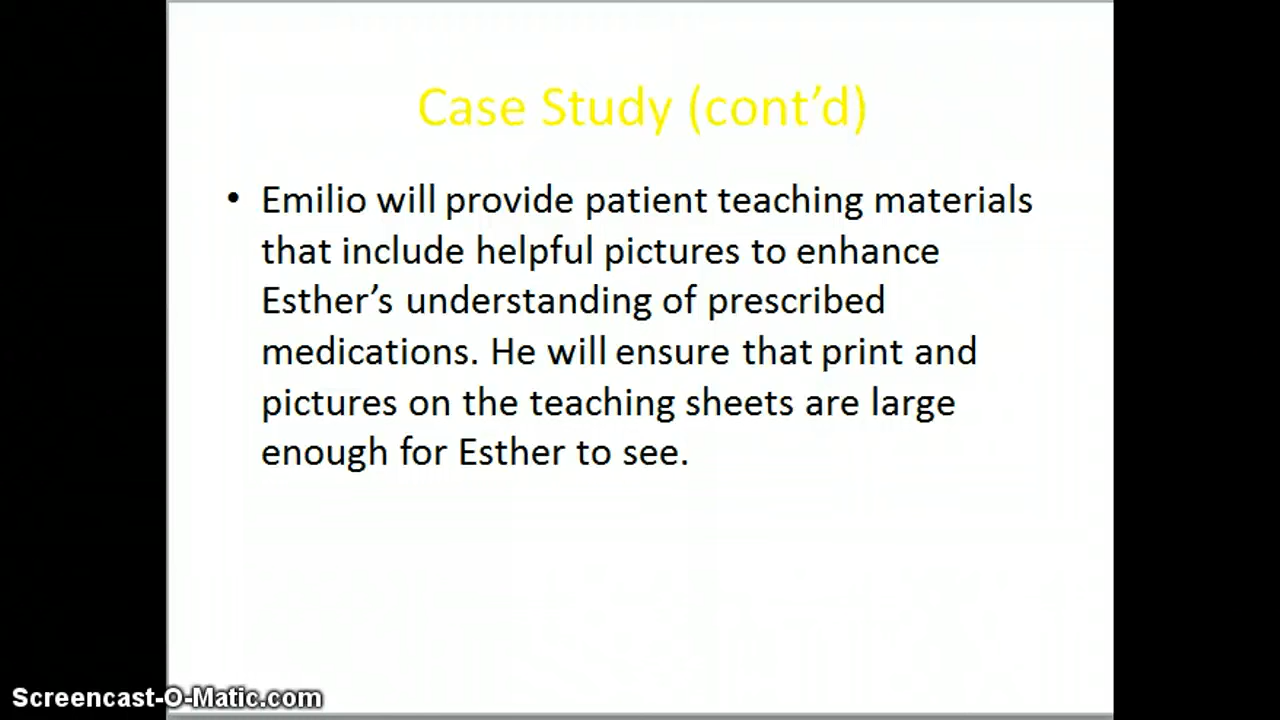 Case Study (cont’d)
• Emilio will provide patient teaching materials
that include helpful pictures to enhance
Esther’s understanding of prescribed
medications. He will ensure that print and
pictures on the teaching sheets are large
enough for Esther to see.
Screencast-O-Matic.com